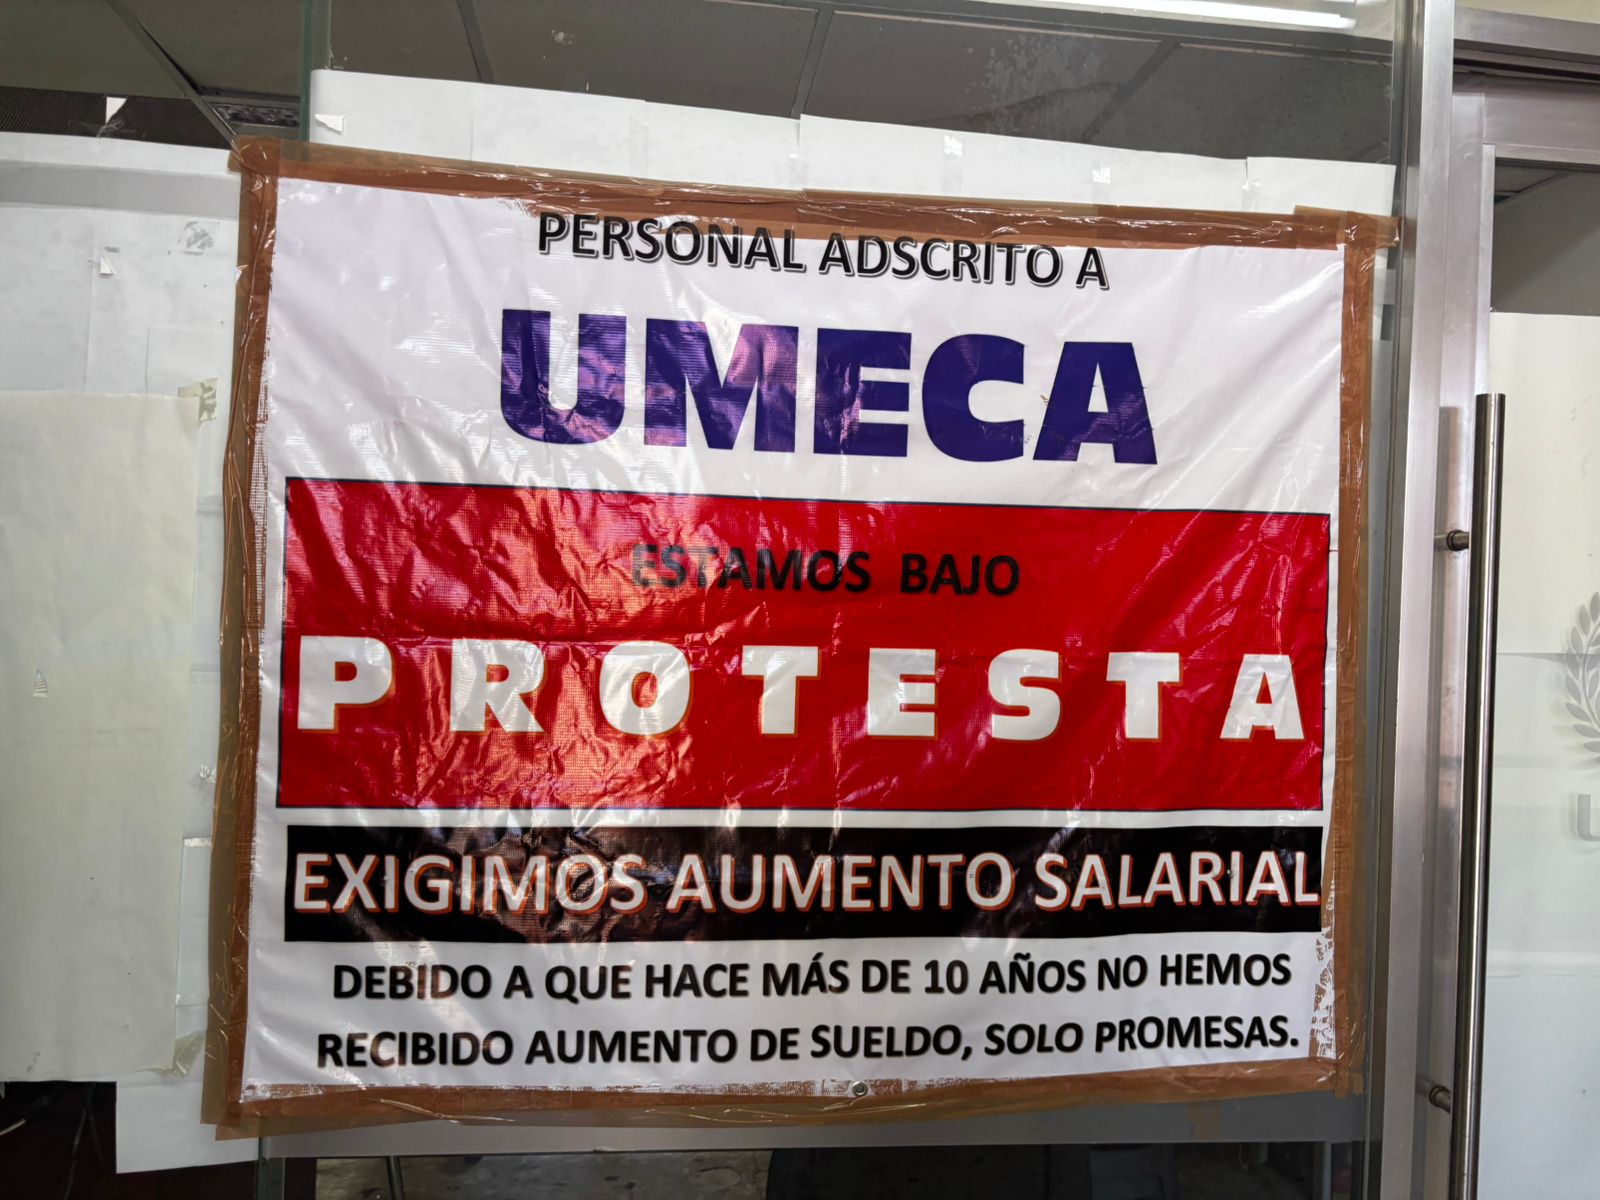 PERSONAL ADSCRITO A
UMECA
ESTAMOS BAJO
PROTESTA
EXIGIMOS AUMENTO SALARIAL
DEBIDO A QUE HACE MÁS DE 10 AÑOS NO HEMOS
RECIBIDO AUMENTO DE SUELDO, SOLO PROMESAS.